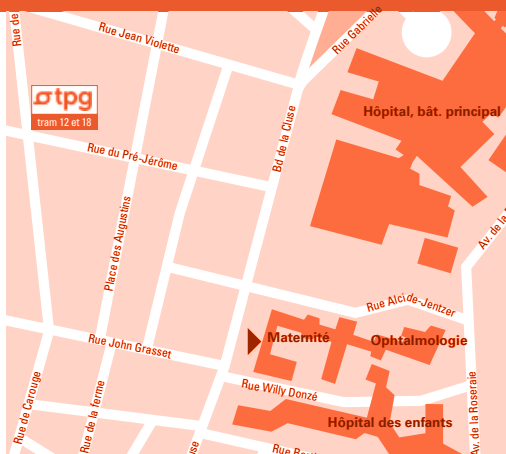 Rue de
Rue Jean Violette
Rue Gabrielle
tpg
tram 12 et 18
Hôpital, bât. principal
Bd de la Cluse
Rue du Pré-Jérôme
Place des Augustins
Av. de la
Rue Alcide-Jentzer
Maternité
Ophtalmologie
Rue John Grasset
Rue Willy Donzé
Rue de Carouge
Rue de la ferme
Av. de la Roseraie
Hôpital des enfants
use
Rue